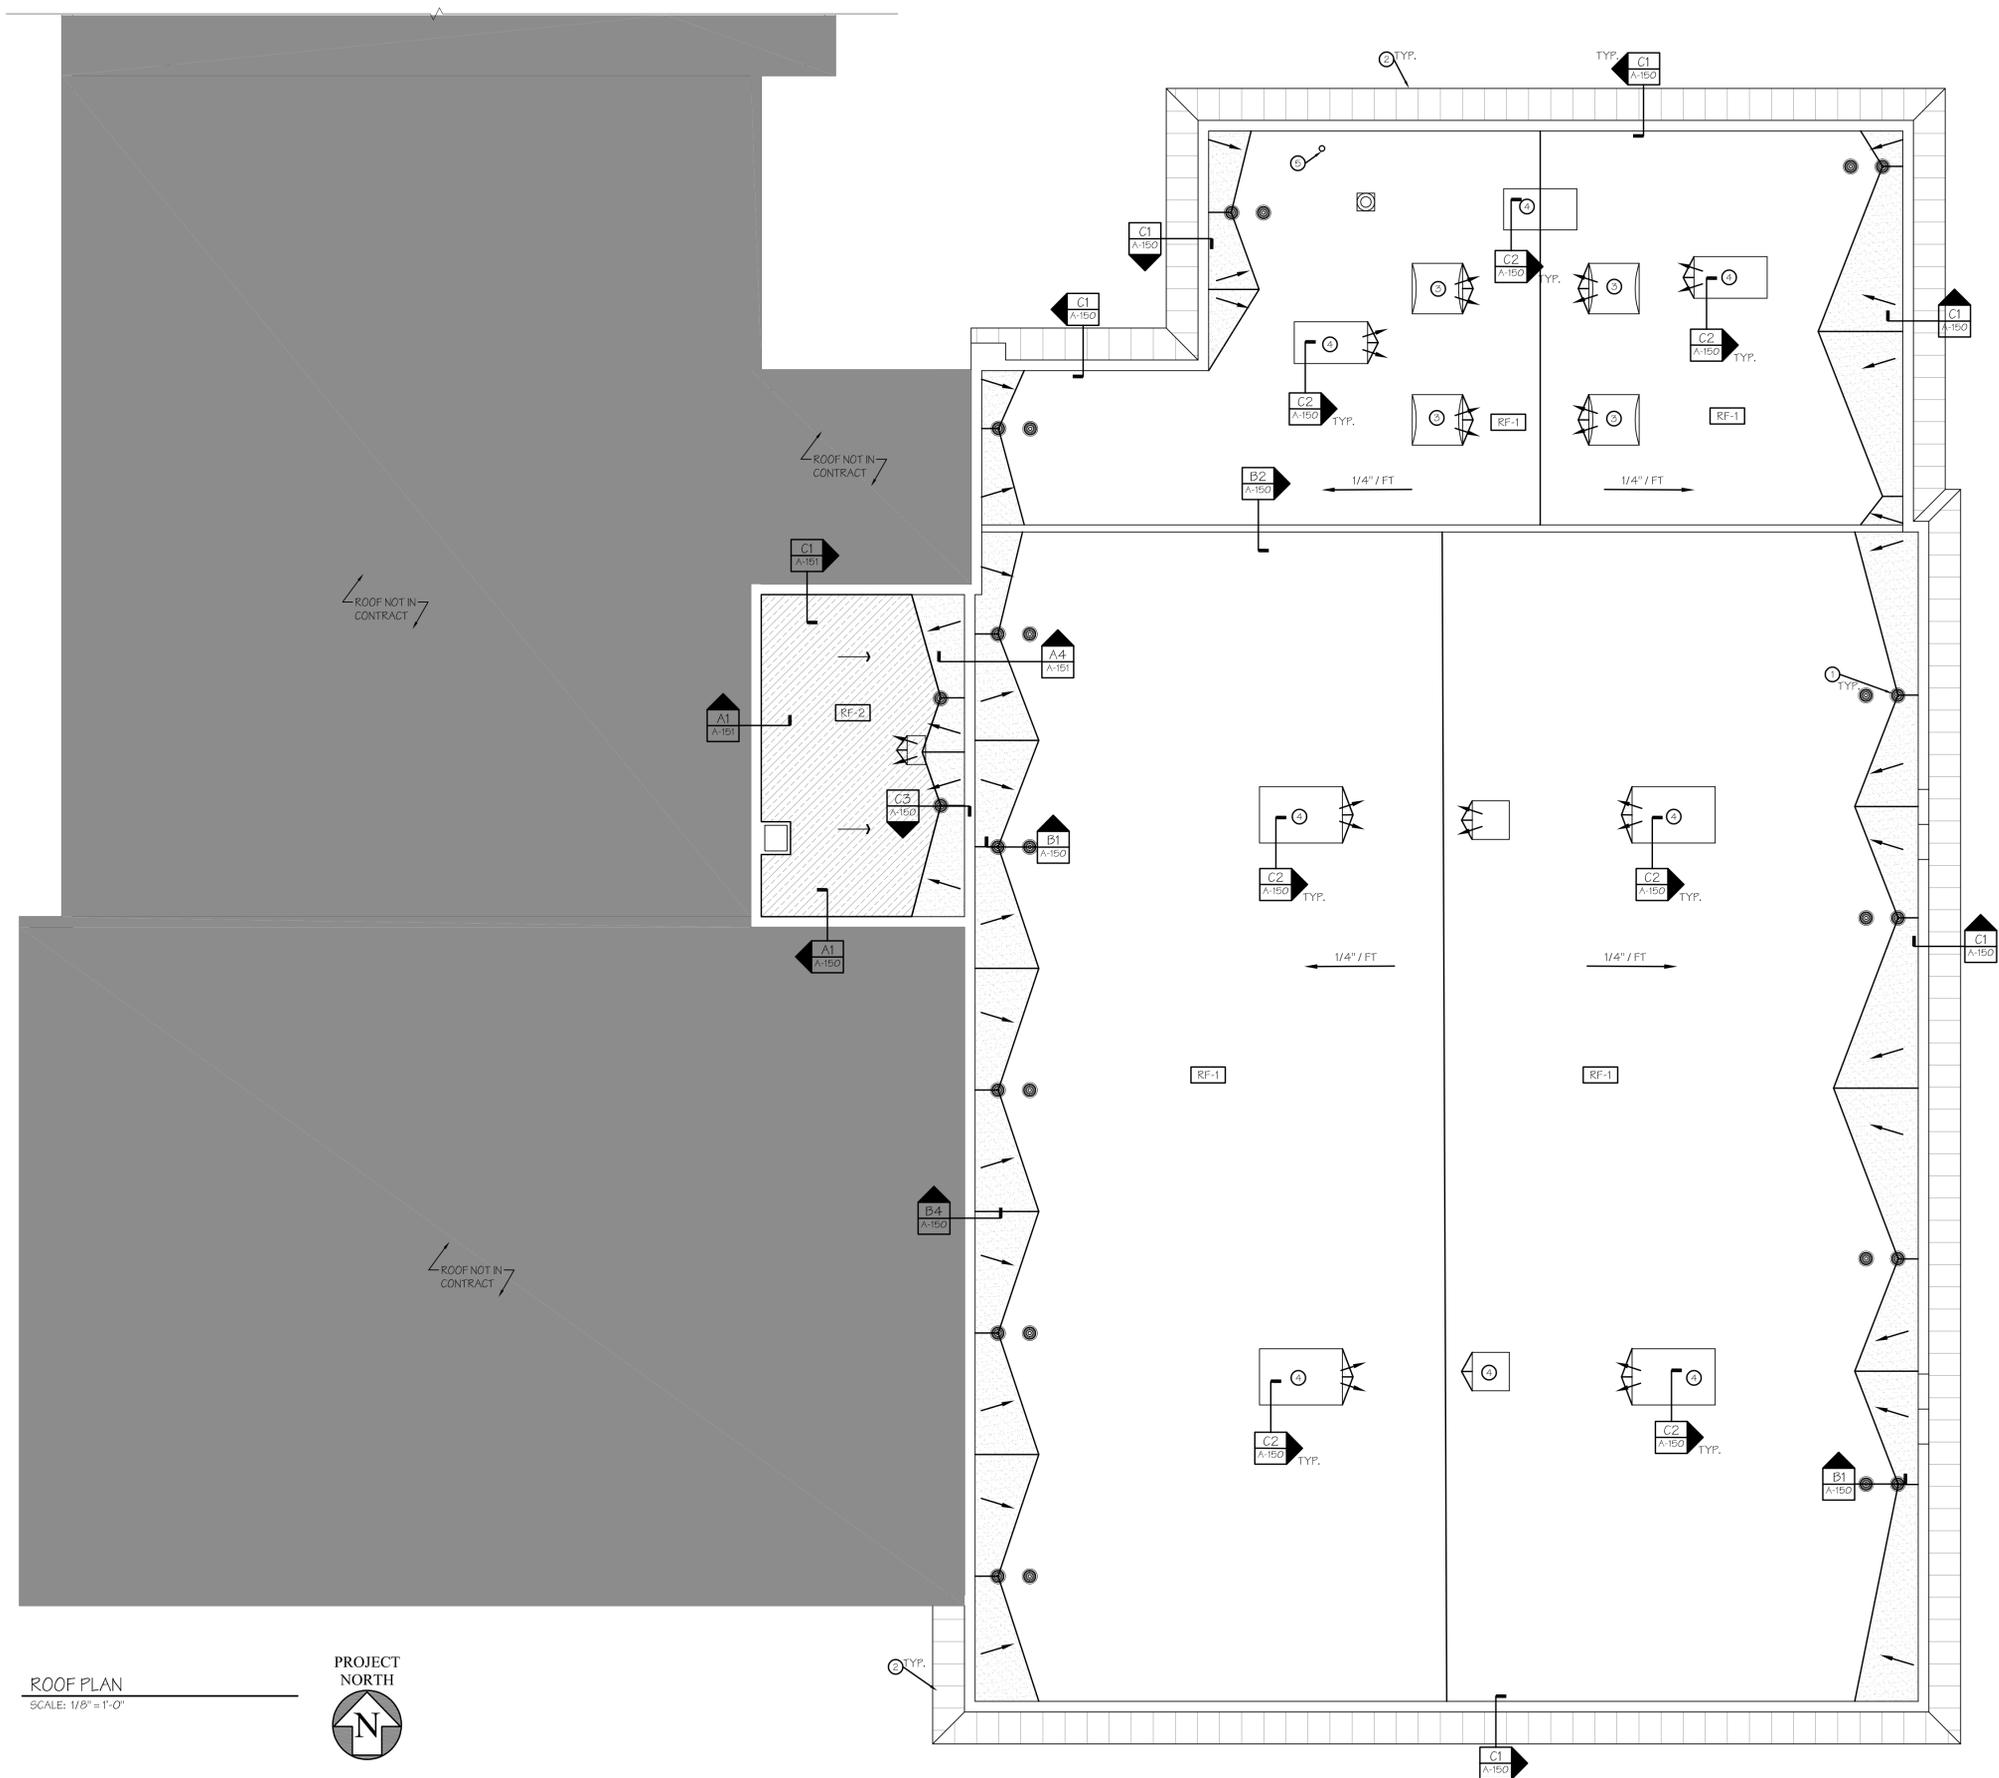 2 TYP.
TYP. C1
A-150
5
C1
A-150
4
C2
A-150
TYP.
3
3
4
C1
A-150
C1
A-150
4
C2
A-150
TYP.
C2
A-150
TYP.
3
RF-1
3
RF-1
ROOF NOT IN
CONTRACT
B2
A-150
1/4" / FT
1/4" / FT
C1
A-151
ROOF NOT IN
CONTRACT
A4
A-151
1
TYP.
RF-2
A1
A-151
C3
A-150
B1
A-150
4
4
C2
A-150
TYP.
C2
A-150
TYP.
A1
A-150
C1
A-150
1/4" / FT
1/4" / FT
RF-1
RF-1
B4
A-150
ROOF NOT IN
CONTRACT
4
4
4
C2
A-150
TYP.
C2
A-150
TYP.
B1
A-150
2 TYP.
PROJECT
NORTH
N
ROOF PLAN
SCALE: 1/8" = 1'-0"
C1
A-150